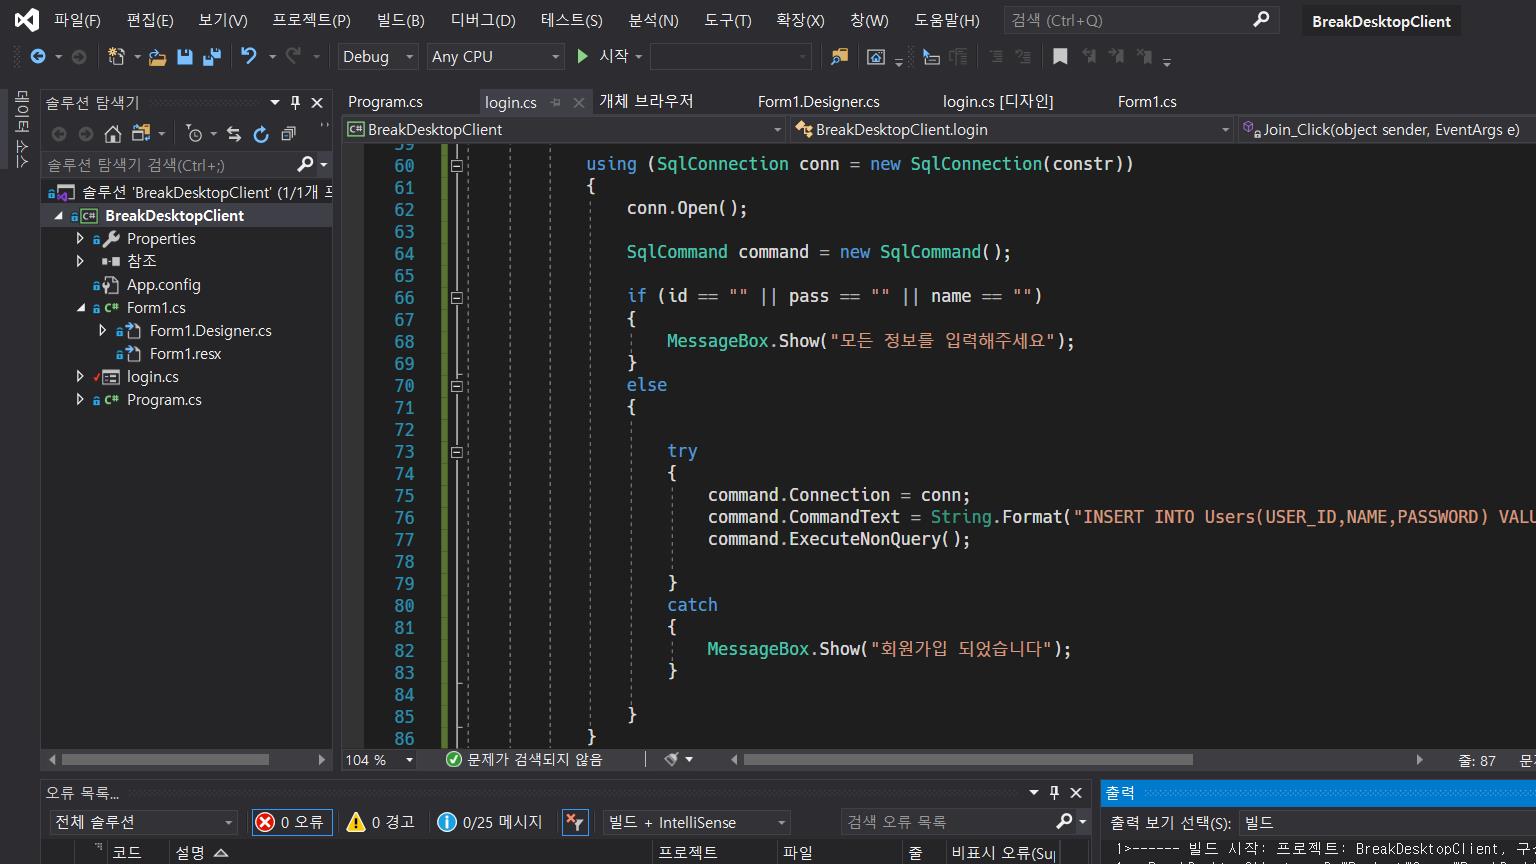 파일(F) 편집(E) 보기(V) 프로젝트(P) 빌드(B) 디버그(D) 테스트(S) 분석(N) 도구(T) 확장(X) 창(W) 도움말(H) 검색 (Ctrl+Q) BreakDesktopClient
Debug Any CPU 시작
데이터 소스
솔루션 탐색기
솔루션 탐색기 검색(Ctrl+;)
솔루션 'BreakDesktopClient' (1/1개 프
BreakDesktopClient
Properties
참조
App.config
Form1.cs
Form1.Designer.cs
Form1.resx
login.cs
Program.cs
Program.cs login.cs 개체 브라우저 Form1.Designer.cs login.cs [디자인] Form1.cs
BreakDesktopClient BreakDesktopClient.login Join_Click(object sender, EventArgs e)
59
60 using (SqlConnection conn = new SqlConnection(constr))
61 {
62 conn.Open();
63
64 SqlCommand command = new SqlCommand();
65
66 if (id == "" || pass == "" || name == "")
67 {
68 MessageBox.Show("모든 정보를 입력해주세요");
69 }
70 else
71 {
72
73 try
74 {
75 command.Connection = conn;
76 command.CommandText = String.Format("INSERT INTO Users(USER_ID,NAME,PASSWORD) VALU
77 command.ExecuteNonQuery();
78
79 }
80 catch
81 {
82 MessageBox.Show("회원가입 되었습니다");
83 }
84
85 }
86 }
104 % 문제가 검색되지 않음 줄: 87 문
오류 목록...
전체 솔루션 0 오류 0 경고 0/25 메시지 빌드 + IntelliSense 검색 오류 목록
코드 설명 프로젝트 파일 줄 비표시 오류(Su
출력
출력 보기 선택(S): 빌드
1>------ 빌드 시작: 프로젝트: BreakDesktopClient, 구